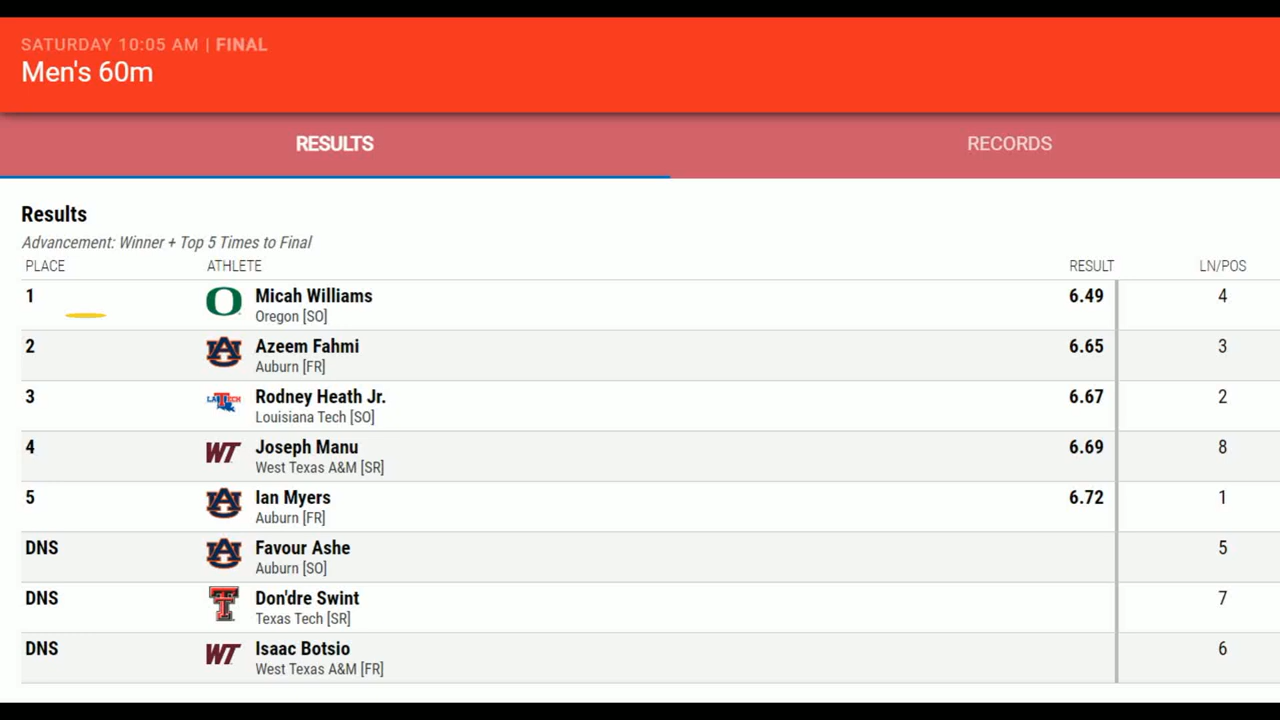 SATURDAY 10:05 AM | FINAL
Men's 60m
RESULTS RECORDS
Results
Advancement: Winner + Top 5 Times to Final
PLACE ATHLETE RESULT LN/POS
1 Micah Williams 6.49 4
Oregon [SO]
2 Azeem Fahmi 6.65 3
Auburn [FR]
3 LA TECH Rodney Heath Jr. 6.67 2
Louisiana Tech [SO]
4 WT Joseph Manu 6.69 8
West Texas A&M [SR]
5 Ian Myers 6.72 1
Auburn [FR]
DNS Favour Ashe 5
Auburn [SO]
DNS Don'dre Swint 7
Texas Tech [SR]
DNS WT Isaac Botsio 6
West Texas A&M [FR]